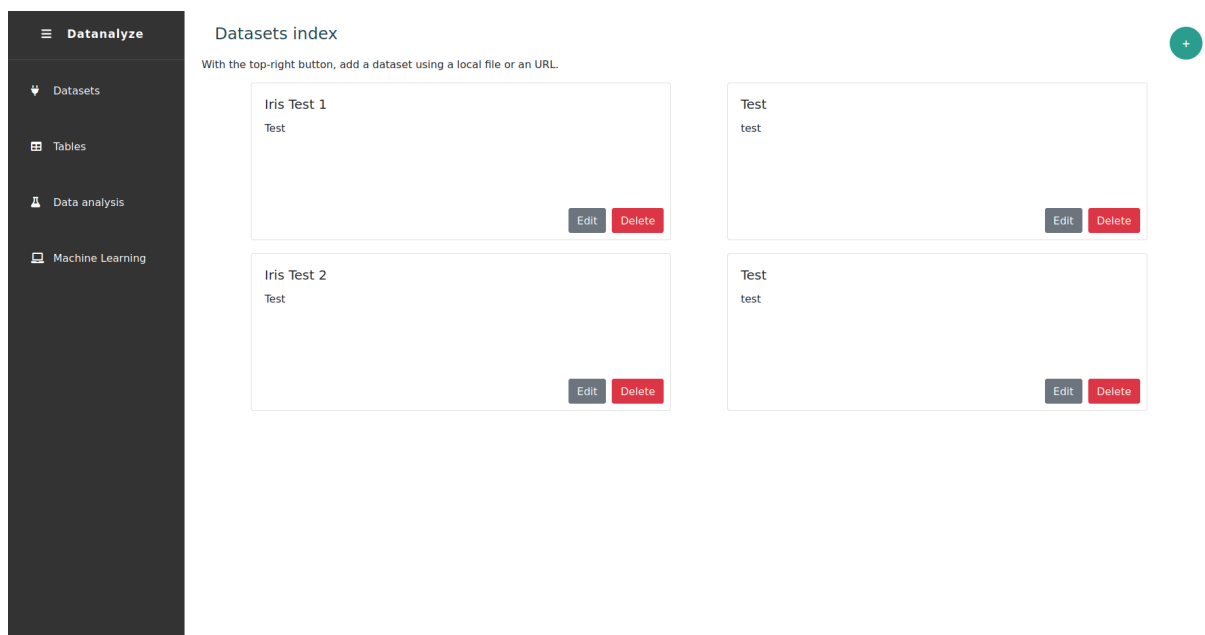 Datanalyze
Datasets
Tables
Data analysis
Machine Learning
Datasets index
+
With the top-right button, add a dataset using a local file or an URL.
Iris Test 1
Test
Edit Delete
Test
test
Edit Delete
Iris Test 2
Test
Edit Delete
Test
test
Edit Delete